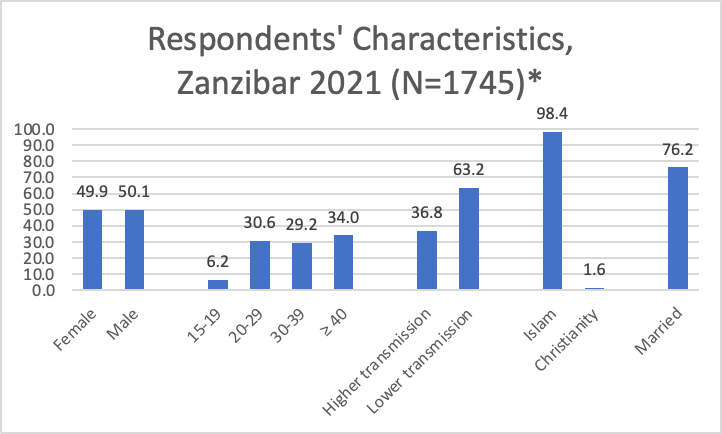 Respondents' Characteristics,
Zanzibar 2021 (N=1745)*
100.0
90.0
80.0
70.0
60.0
50.0
40.0
30.0
20.0
10.0
0.0
49.9
50.1
6.2
30.6
29.2
34.0
36.8
63.2
98.4
1.6
76.2
Female
Male
15-19
20-29
30-39
≥ 40
Higher transmission
Lower transmission
Islam
Christianity
Married